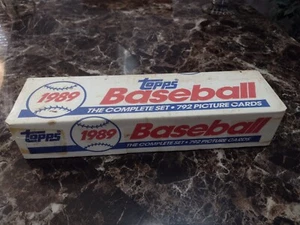 topps
1989 Baseball
THE COMPLETE SET • 792 PICTURE CARDS
topps 1989 Baseball
THE COMPLETE SET • 792 PICTURE CARDS